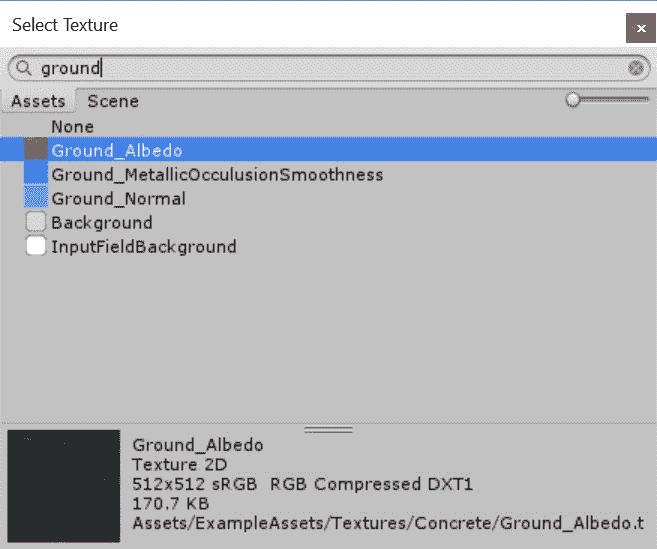 Select Texture
x
ground
Assets Scene
None
Ground_Albedo
Ground_MetallicOcculusionSmoothness
Ground_Normal
Background
InputFieldBackground
Ground_Albedo
Texture 2D
512x512 sRGB  RGB Compressed DXT1
170.7 KB
Assets/ExampleAssets/Textures/Concrete/Ground_Albedo.t